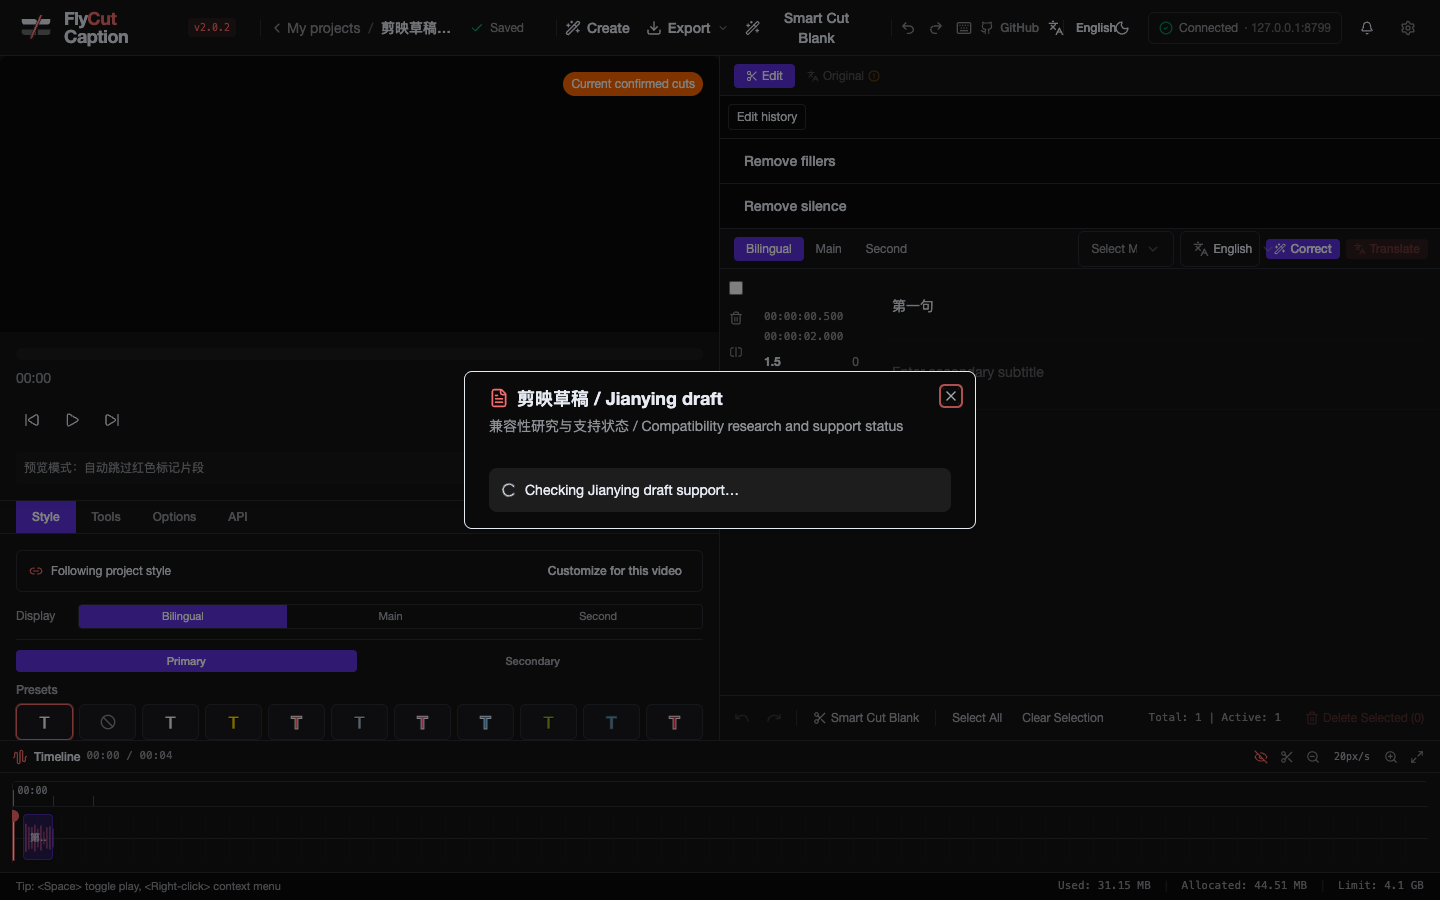 FlyCut
Caption
v2.0.2
My projects / 剪映草稿...
Saved
Create
Export
Smart Cut
Blank
GitHub
English
Connected · 127.0.0.1:8799
Current confirmed cuts
Edit
Original
Edit history
Remove fillers
Remove silence
Bilingual
Main
Second
Select M
English
Correct
Translate
第一句
00:00:00.500
00:00:02.000
1.5
0
Enter secondary subtitle
00:00
预览模式：自动跳过红色标记片段
剪映草稿 / Jianying draft
兼容性研究与支持状态 / Compatibility research and support status
Checking Jianying draft support...
Style
Tools
Options
API
Following project style
Customize for this video
Display
Bilingual
Main
Second
Primary
Secondary
Presets
T
T
T
T
T
T
T
T
T
T
Smart Cut Blank
Select All
Clear Selection
Total: 1 | Active: 1
Delete Selected (0)
Timeline
00:00 / 00:04
20px/s
00:00
Tip: <Space> toggle play, <Right-click> context menu
Used: 31.15 MB
Allocated: 44.51 MB
Limit: 4.1 GB